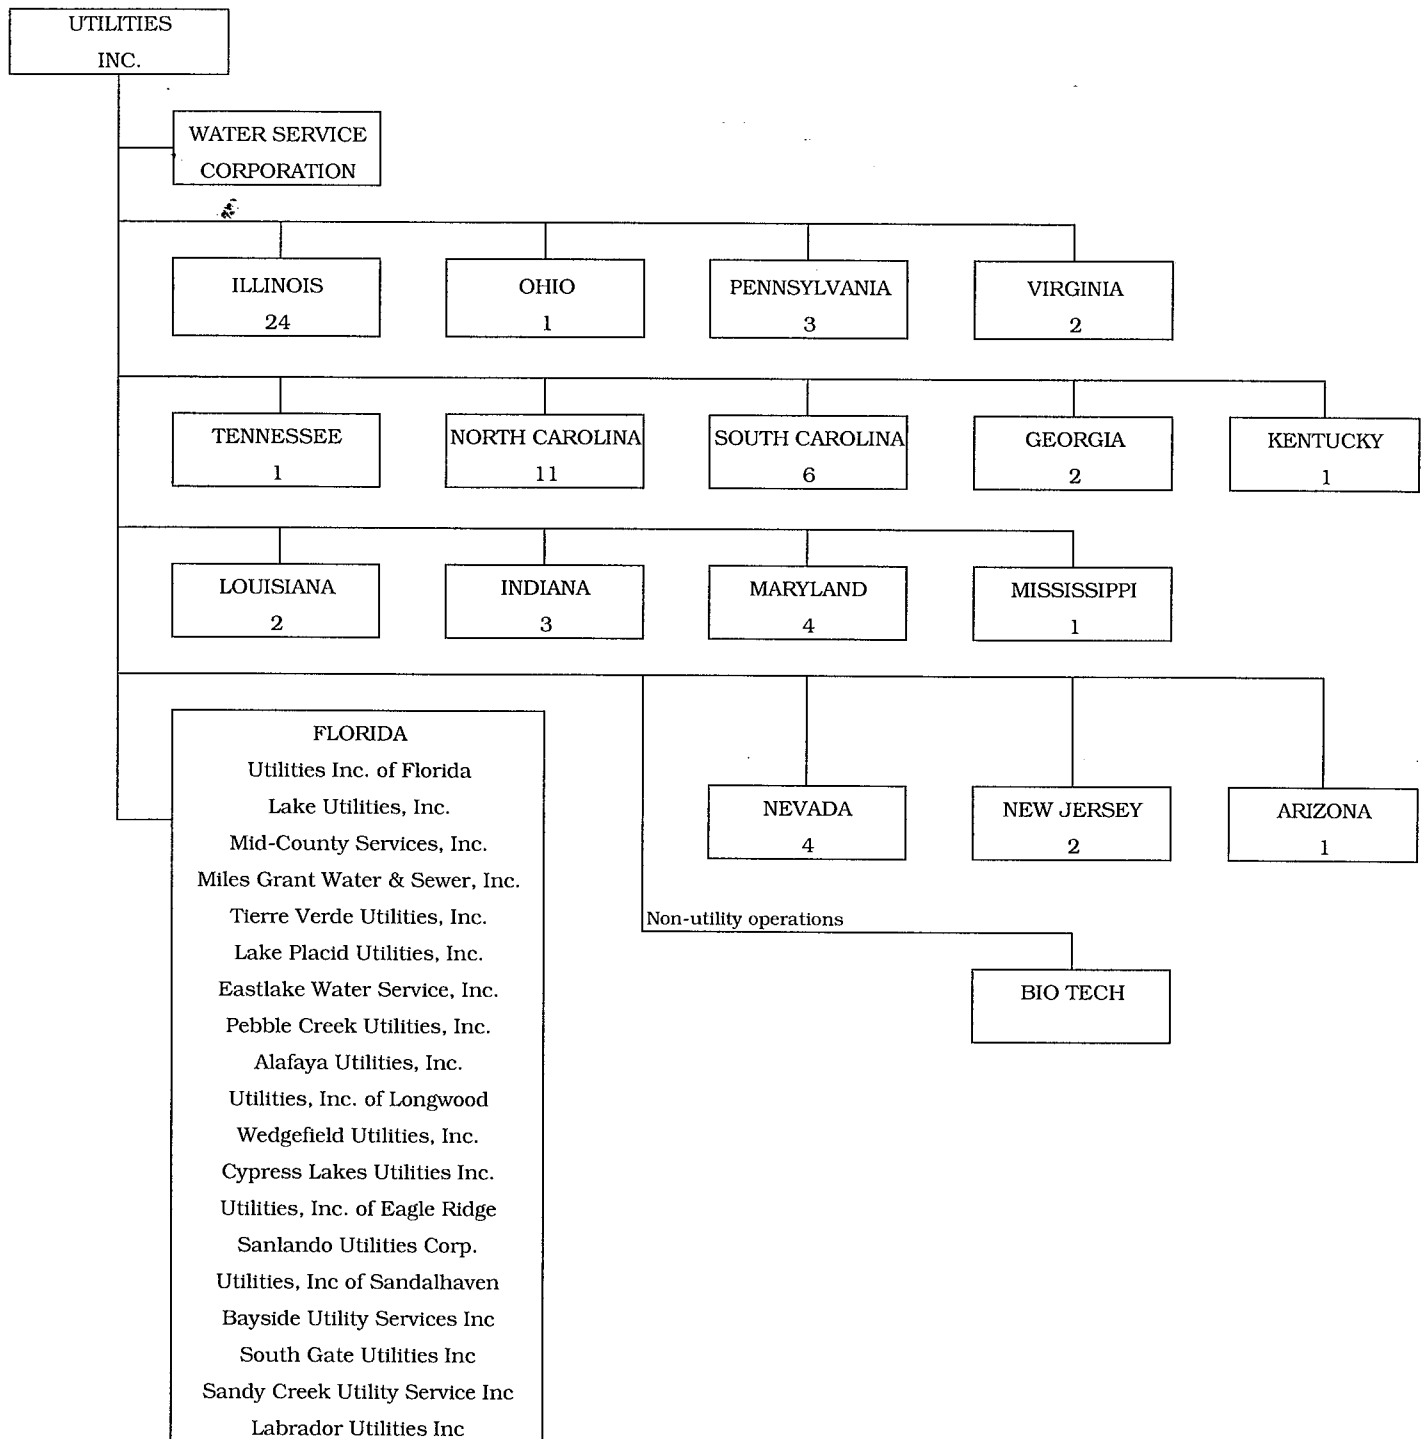 UTILITIES
INC.
WATER SERVICE
CORPORATION
ILLINOIS
24
OHIO
1
PENNSYLVANIA
3
VIRGINIA
2
TENNESSEE
1
NORTH CAROLINA
11
SOUTH CAROLINA
6
GEORGIA
2
KENTUCKY
1
LOUISIANA
2
INDIANA
3
MARYLAND
4
MISSISSIPPI
1
FLORIDA
Utilities Inc. of Florida
Lake Utilities, Inc.
Mid-County Services, Inc.
Miles Grant Water & Sewer, Inc.
Tierre Verde Utilities, Inc.
Lake Placid Utilities, Inc.
Eastlake Water Service, Inc.
Pebble Creek Utilities, Inc.
Alafaya Utilities, Inc.
Utilities, Inc. of Longwood
Wedgefield Utilities, Inc.
Cypress Lakes Utilities Inc.
Utilities, Inc. of Eagle Ridge
Sanlando Utilities Corp.
Utilities, Inc of Sandalhaven
Bayside Utility Services Inc
South Gate Utilities Inc
Sandy Creek Utility Service Inc
Labrador Utilities Inc
NEVADA
4
NEW JERSEY
2
ARIZONA
1
Non-utility operations
BIO TECH